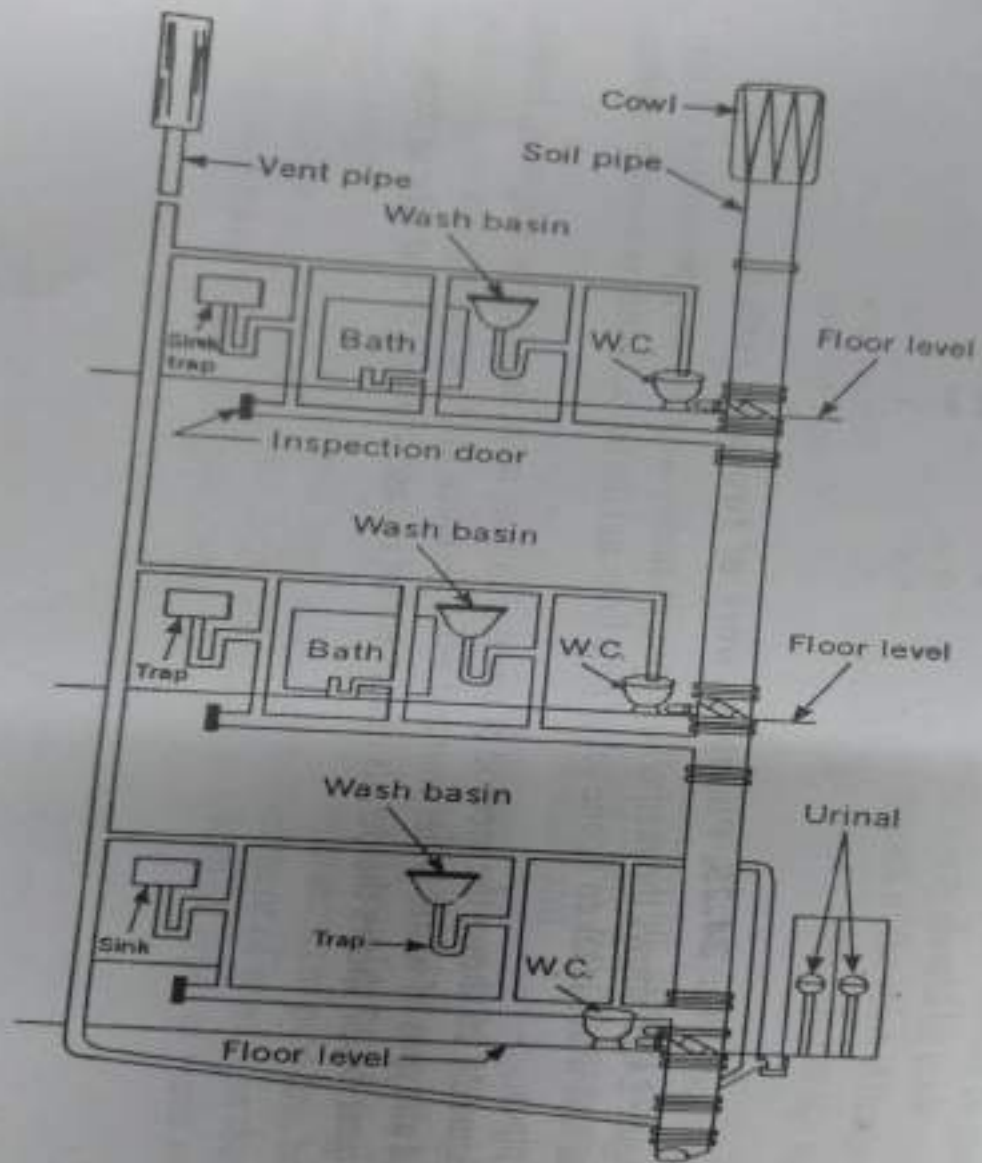 Cowl
Soil pipe
Vent pipe
Wash basin
Sink
trap
Bath
W.C.
Floor level
Inspection door
Wash basin
Trap
Bath
W.C.
Floor level
Wash basin
Urinal
Sink
Trap
W.C.
Floor level